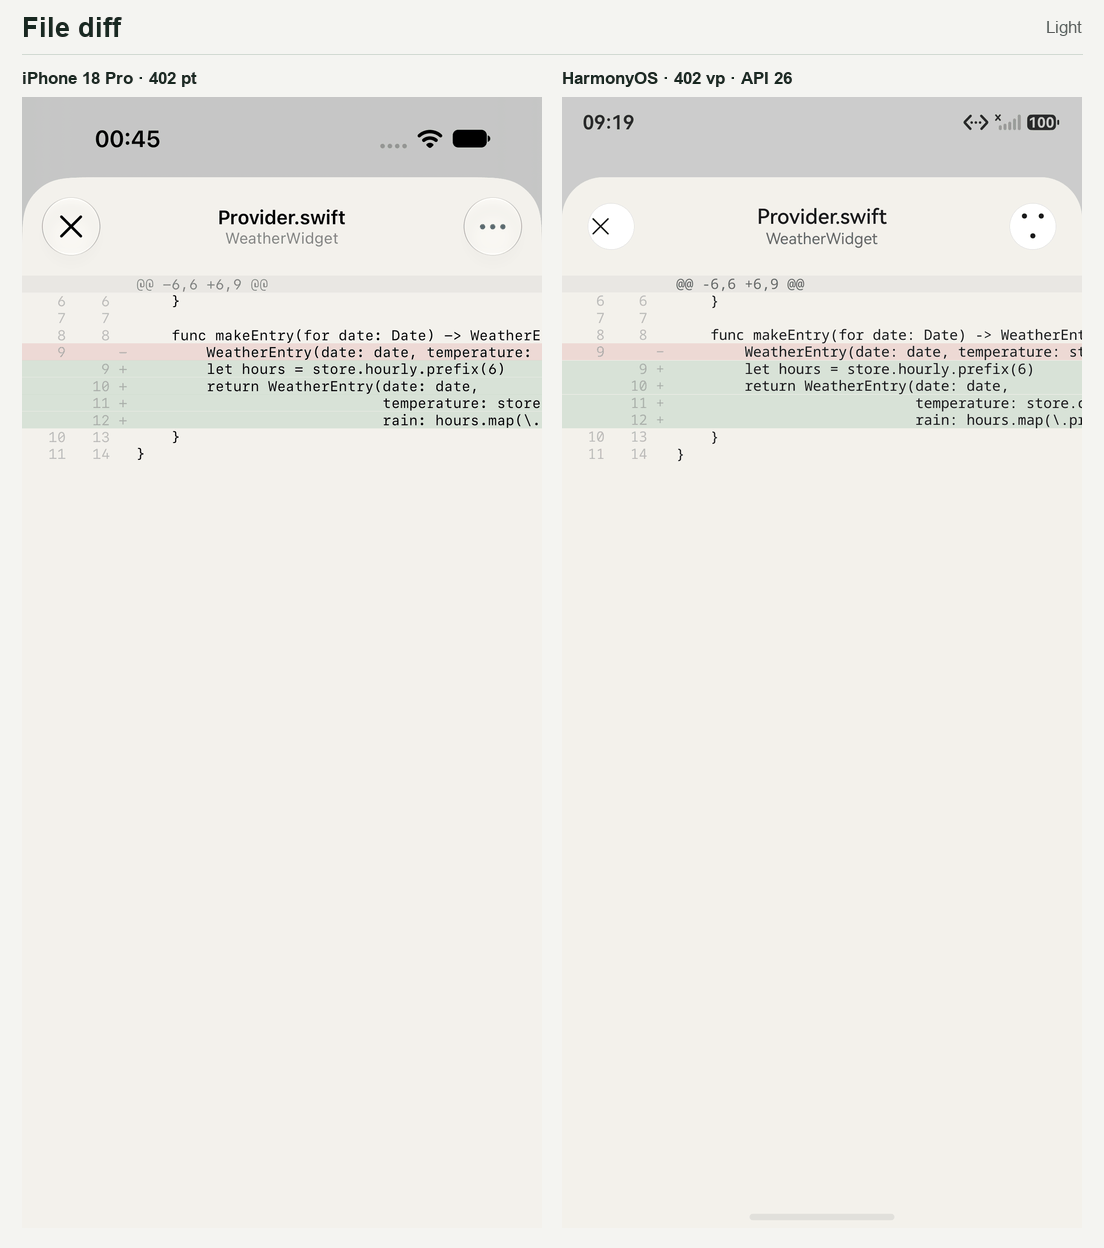 File diff
Light
iPhone 18 Pro · 402 pt
00:45
Provider.swift
WeatherWidget
@@ −6,6 +6,9 @@
6 6 }
7 7
8 8 func makeEntry(for date: Date) −> WeatherE
9 − WeatherEntry(date: date, temperature:
9 + let hours = store.hourly.prefix(6)
10 + return WeatherEntry(date: date,
11 + temperature: store
12 + rain: hours.map(\.
10 13 }
11 14 }
HarmonyOS · 402 vp · API 26
09:19
100
Provider.swift
WeatherWidget
@@ -6,6 +6,9 @@
6 6 }
7 7
8 8 func makeEntry(for date: Date) -> WeatherEnt
9 − WeatherEntry(date: date, temperature: st
9 + let hours = store.hourly.prefix(6)
10 + return WeatherEntry(date: date,
11 + temperature: store.c
12 + rain: hours.map(\.pr
10 13 }
11 14 }